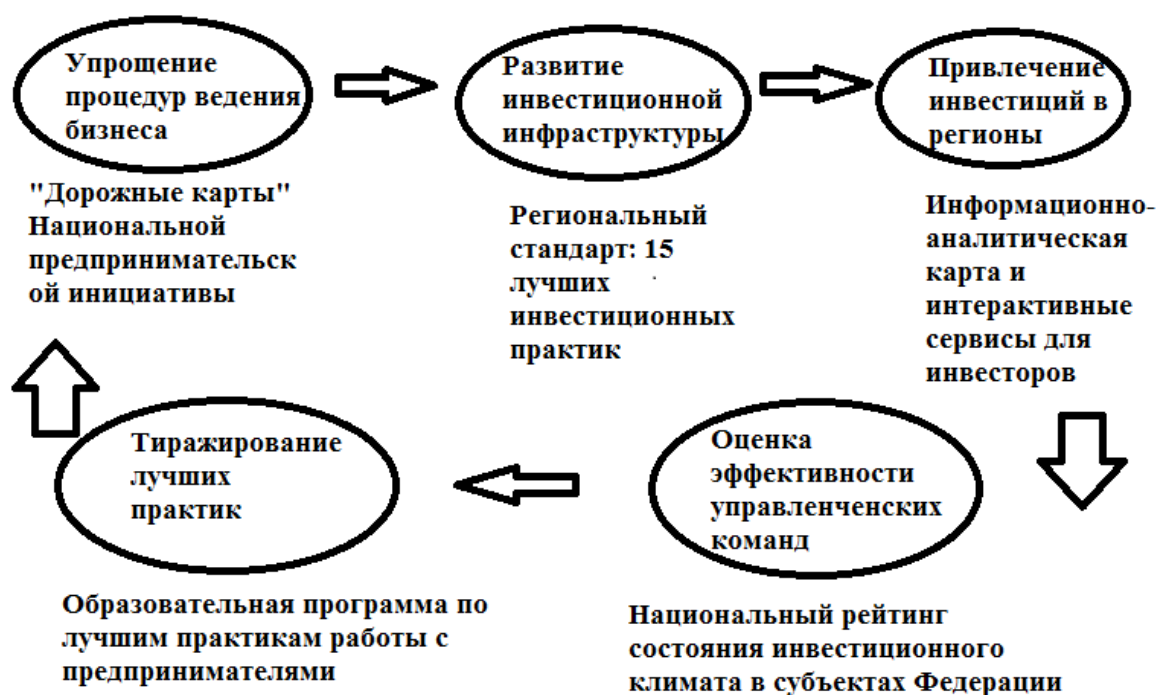 Упрощение
процедур ведения
бизнеса
"Дорожные карты"
Национальной
предпринимательск
ой инициативы
Развитие
инвестиционной
инфраструктуры
Региональный
стандарт: 15
лучших
инвестиционных
практик
Привлечение
инвестиций в
регионы
Информационно-
аналитическая
карта и
интерактивные
сервисы для
инвесторов
Оценка
эффективности
управленченских
команд
Национальный рейтинг
состояния инвестиционного
климата в субъектах Федерации
Тиражирование
лучших
практик
Образовательная программа по
лучшим практикам работы с
предпринимателями